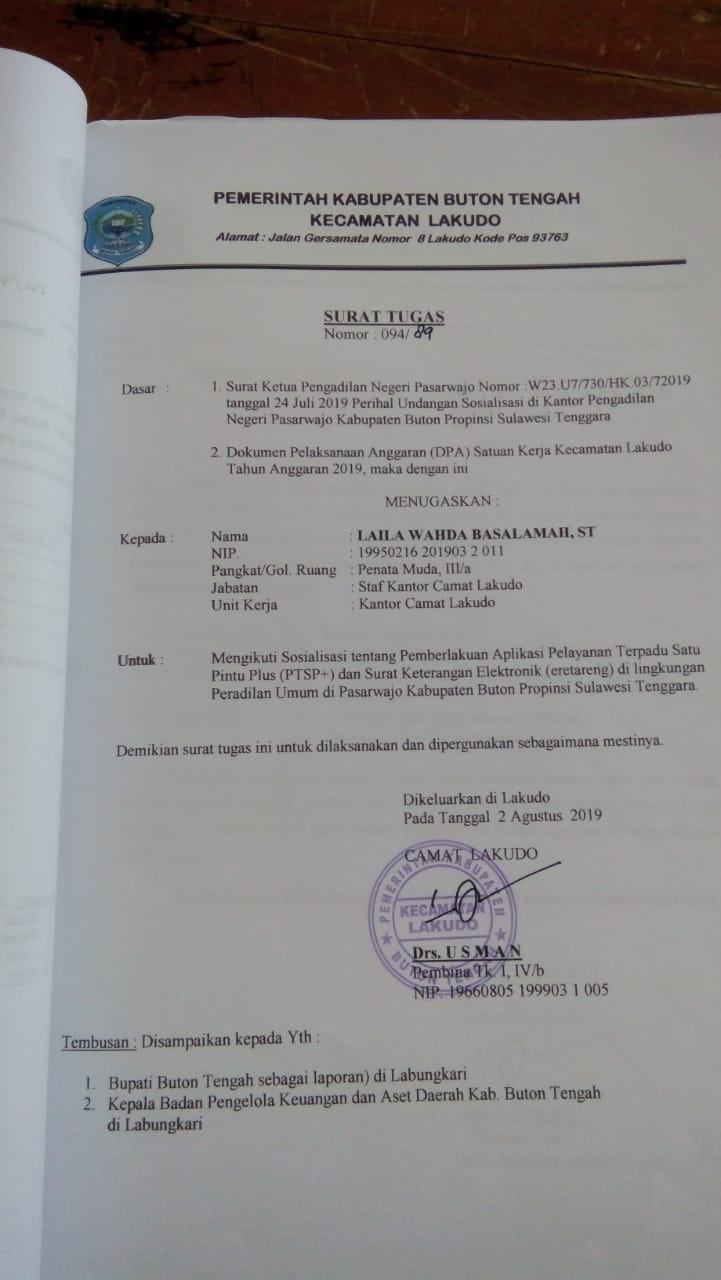 PEMERINTAH KABUPATEN BUTON TENGAH
KECAMATAN LAKUDO
Alamat : Jalan Gersamata Nomor 8 Lakudo Kode Pos 93763
SURAT TUGAS
Nomor : 094/ 89
Dasar :
1. Surat Ketua Pengadilan Negeri Pasarwajo Nomor :W23.U7/730/HK.03/72019
tanggal 24 Juli 2019 Perihal Undangan Sosialisasi di Kantor Pengadilan
Negeri Pasarwajo Kabupaten Buton Propinsi Sulawesi Tenggara
2. Dokumen Pelaksanaan Anggaran (DPA) Satuan Kerja Kecamatan Lakudo
Tahun Anggaran 2019, maka dengan ini
MENUGASKAN :
Kepada :
Nama : LAILA WAHDA BASALAMAH, ST
NIP. : 19950216 201903 2 011
Pangkat/Gol. Ruang : Penata Muda, III/a
Jabatan : Staf Kantor Camat Lakudo
Unit Kerja : Kantor Camat Lakudo
Untuk : Mengikuti Sosialisasi tentang Pemberlakuan Aplikasi Pelayanan Terpadu Satu
Pintu Plus (PTSP+) dan Surat Keterangan Elektronik (eretareng) di lingkungan
Peradilan Umum di Pasarwajo Kabupaten Buton Propinsi Sulawesi Tenggara.
Demikian surat tugas ini untuk dilaksanakan dan dipergunakan sebagaimana mestinya.
Dikeluarkan di Lakudo
Pada Tanggal 2 Agustus 2019
CAMAT LAKUDO
PEMERINTAH KABUPATEN
KECAMATAN
LAKUDO
BUTON TENGAH
Drs. U S M A N
Pembina Tk. I, IV/b
NIP. 19660805 199903 1 005
Tembusan : Disampaikan kepada Yth :
1. Bupati Buton Tengah sebagai laporan) di Labungkari
2. Kepala Badan Pengelola Keuangan dan Aset Daerah Kab. Buton Tengah
di Labungkari